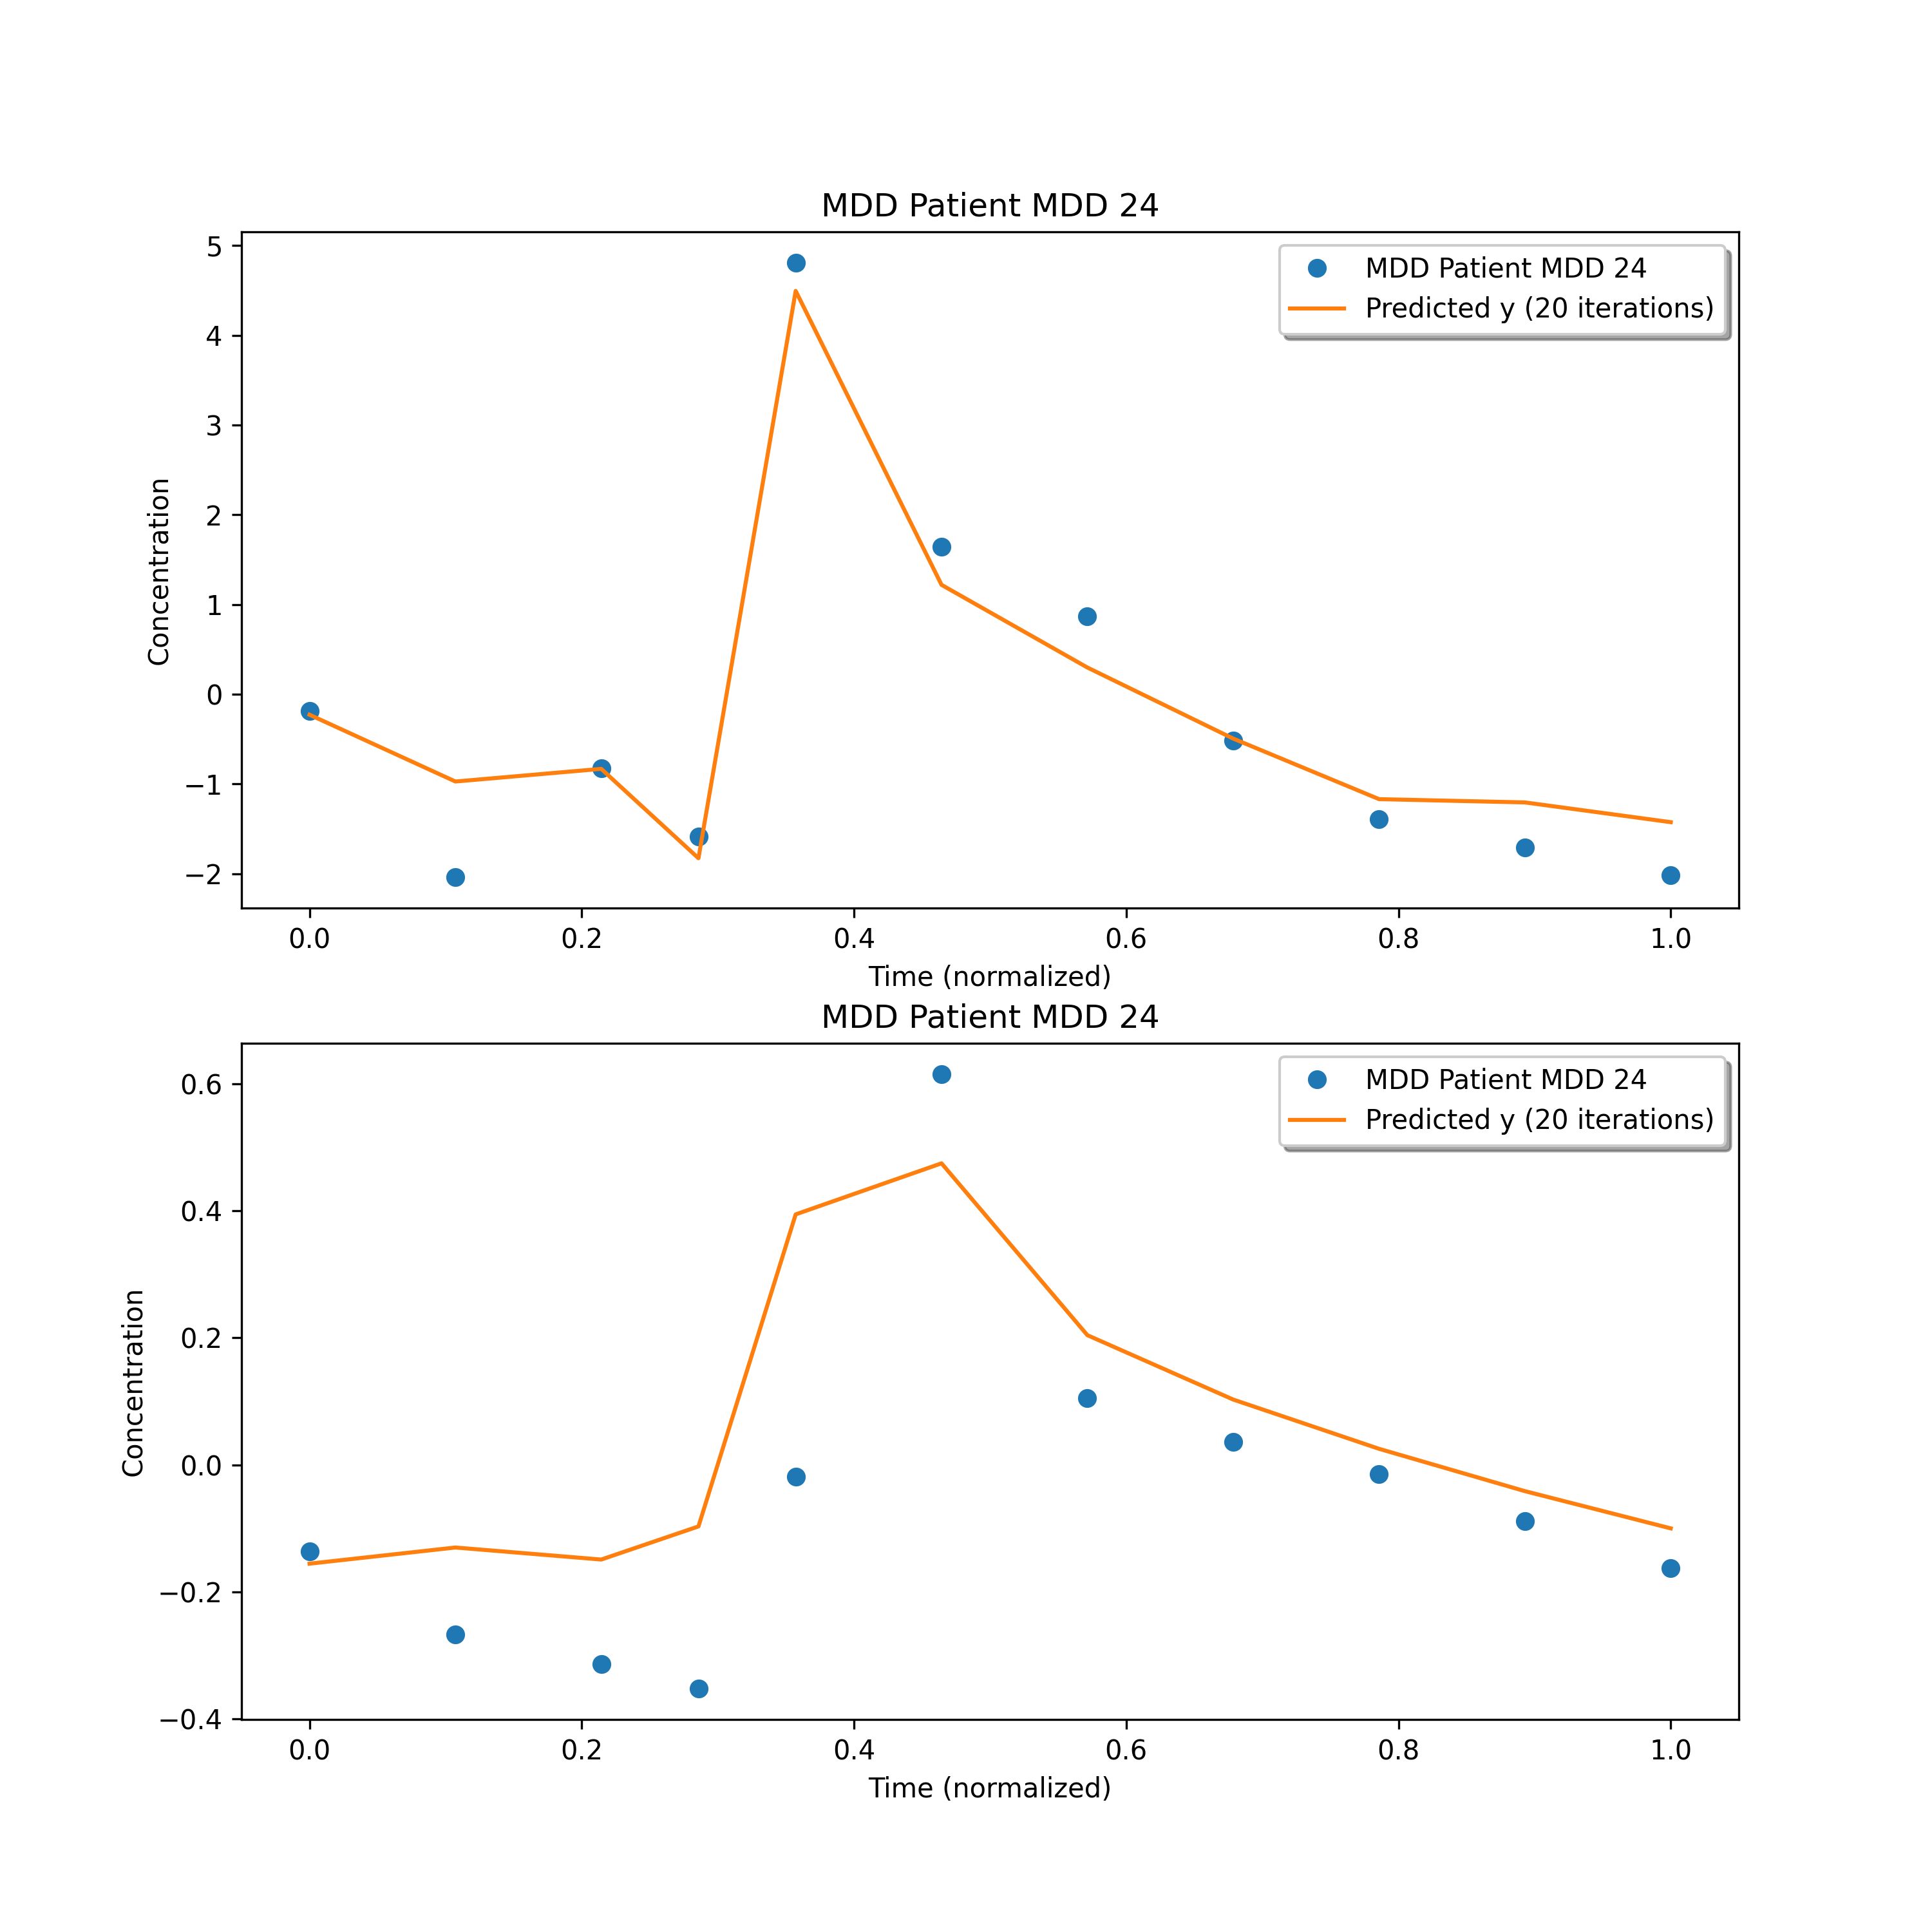 MDD Patient MDD 24
5
4
3
2
1
0
−1
−2
Concentration
MDD Patient MDD 24
Predicted y (20 iterations)
0.0 0.2 0.4 0.6 0.8 1.0
Time (normalized)
MDD Patient MDD 24
0.6
0.4
0.2
0.0
−0.2
−0.4
Concentration
MDD Patient MDD 24
Predicted y (20 iterations)
0.0 0.2 0.4 0.6 0.8 1.0
Time (normalized)